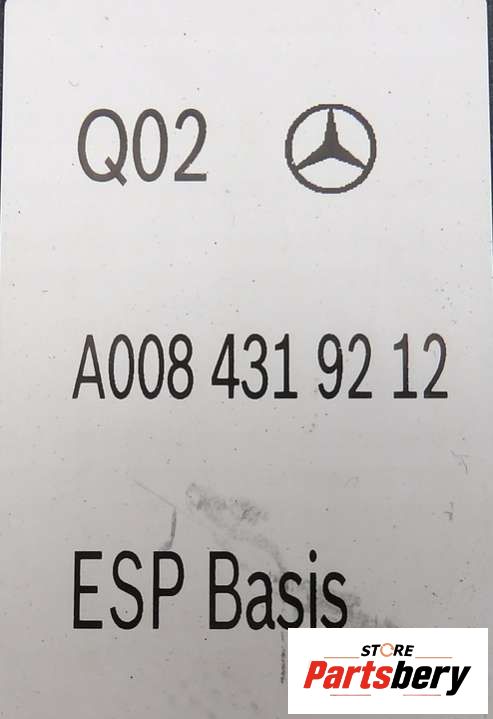 Q02
A008 431 92 12
ESP Basis
STORE
Partsbery